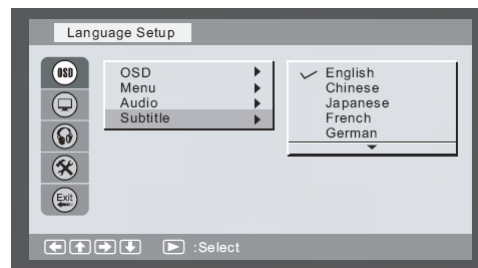 Language Setup
OSD
OSD
Menu
Audio
Subtitle
English
Chinese
Japanese
French
German
Exit
:Select